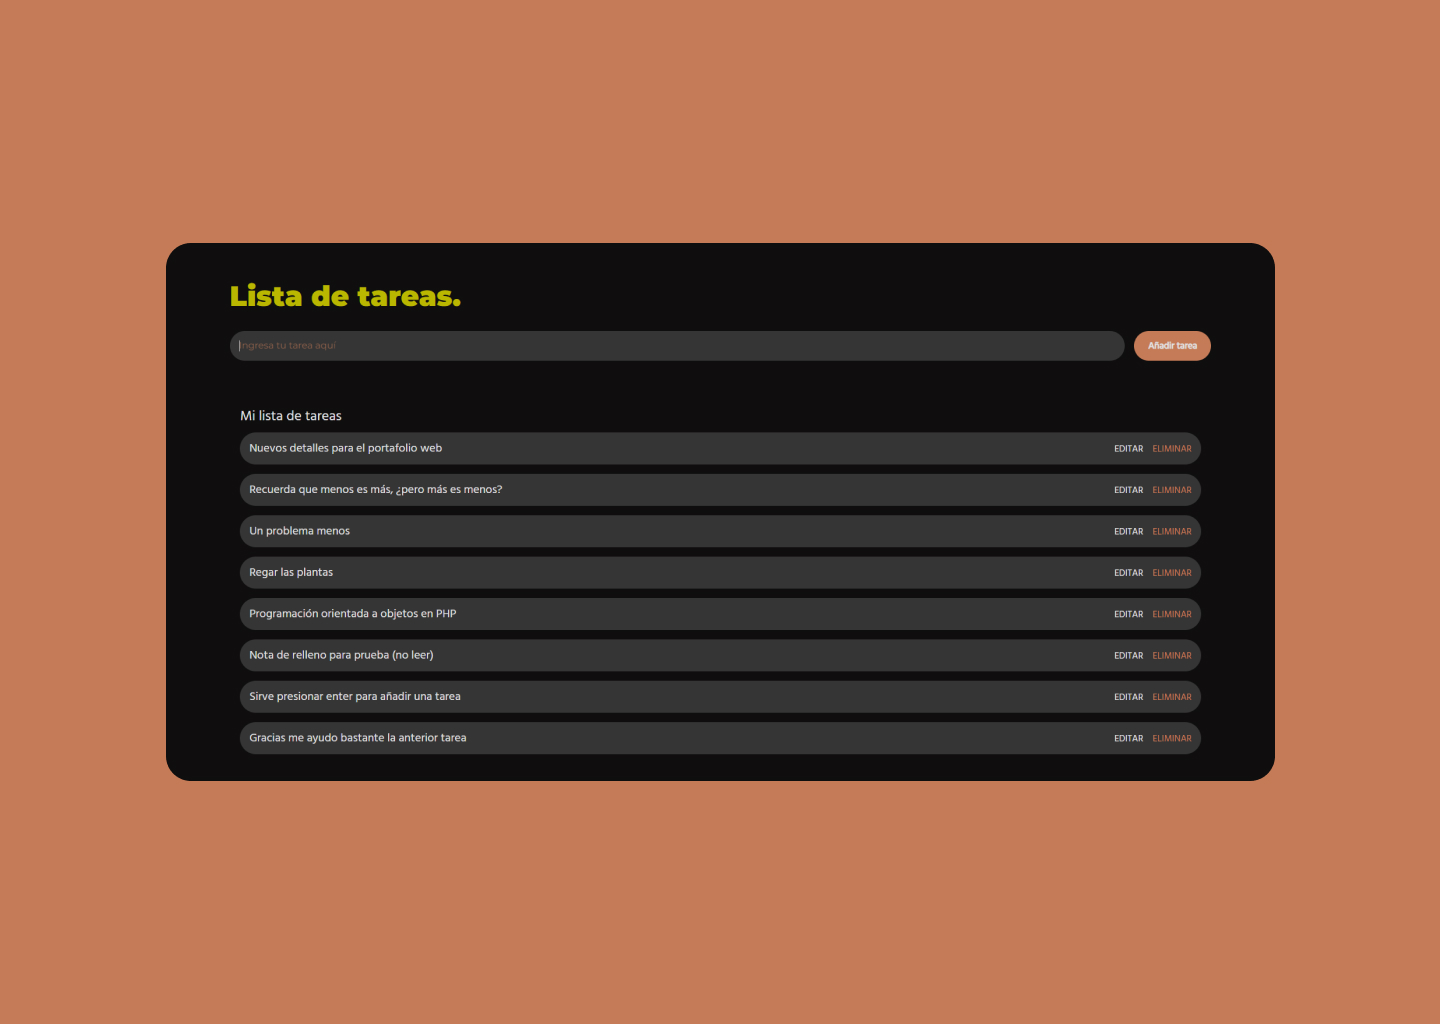 Lista de tareas.
Ingresa tu tarea aquí
Añadir tarea
Mi lista de tareas
Nuevos detalles para el portafolio web EDITAR ELIMINAR
Recuerda que menos es más, ¿pero más es menos? EDITAR ELIMINAR
Un problema menos EDITAR ELIMINAR
Regar las plantas EDITAR ELIMINAR
Programación orientada a objetos en PHP EDITAR ELIMINAR
Nota de relleno para prueba (no leer) EDITAR ELIMINAR
Sirve presionar enter para añadir una tarea EDITAR ELIMINAR
Gracias me ayudo bastante la anterior tarea EDITAR ELIMINAR